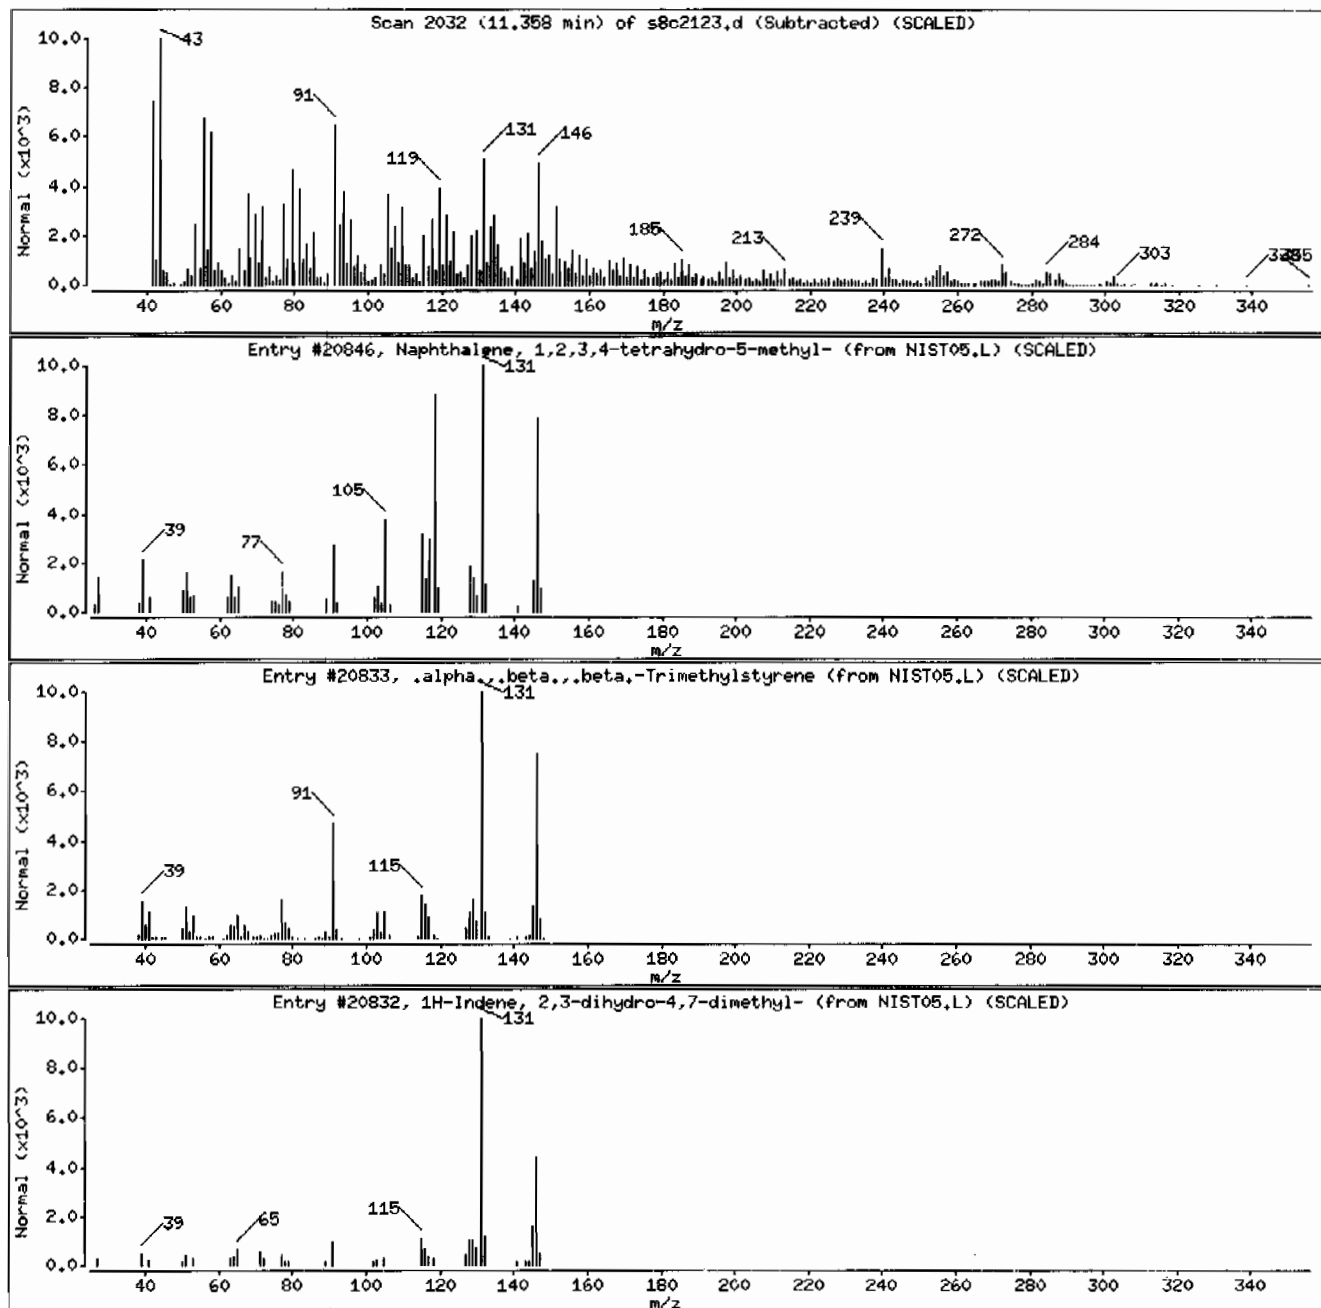 Scan 2032 (11.358 min) of s8c2123.d (Subtracted) (SCALED)
Normal (x10^3)
10.0
8.0
6.0
4.0
2.0
0.0
43
91
119
131
146
185
213
239
272
284
303
40 60 80 100 120 140 160 180 200 220 240 260 280 300 320 340
m/z
Entry #20846, Naphthalene, 1,2,3,4-tetrahydro-5-methyl- (from NIST05.L) (SCALED)
Normal (x10^3)
10.0
8.0
6.0
4.0
2.0
0.0
39
77
105
131
40 60 80 100 120 140 160 180 200 220 240 260 280 300 320 340
m/z
Entry #20833, .alpha.,.beta.,.beta.-Trimethylstyrene (from NIST05.L) (SCALED)
Normal (x10^3)
10.0
8.0
6.0
4.0
2.0
0.0
39
91
115
131
40 60 80 100 120 140 160 180 200 220 240 260 280 300 320 340
m/z
Entry #20832, 1H-Indene, 2,3-dihydro-4,7-dimethyl- (from NIST05.L) (SCALED)
Normal (x10^3)
10.0
8.0
6.0
4.0
2.0
0.0
39
65
115
131
40 60 80 100 120 140 160 180 200 220 240 260 280 300 320 340
m/z